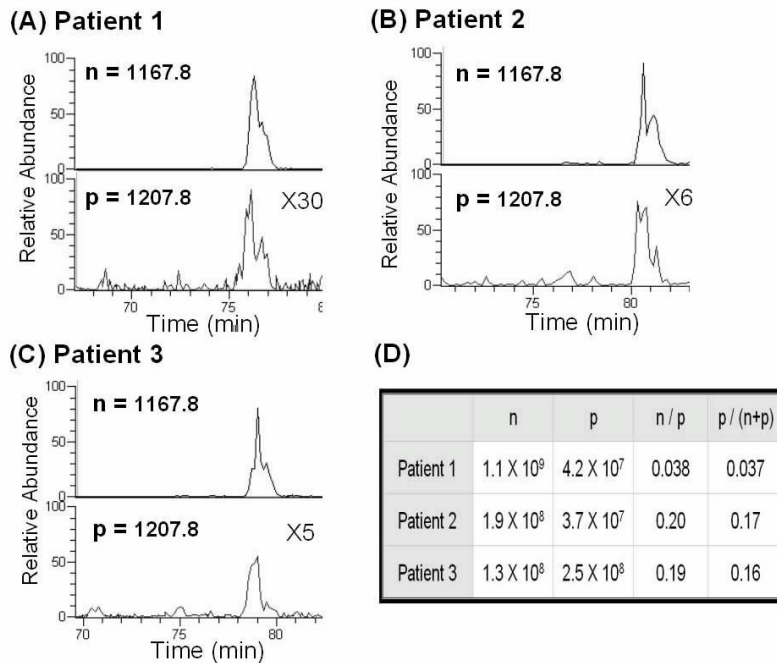 (A) Patient 1
100
n = 1167.8
50
0
100
p = 1207.8
X30
50
0
70
75
8
Relative Abundance
Time (min)
(B) Patient 2
100
n = 1167.8
50
0
100
p = 1207.8
X6
50
0
75
80
Relative Abundance
Time (min)
(C) Patient 3
100
n = 1167.8
50
0
100
p = 1207.8
X5
50
0
70
75
80
Relative Abundance
Time (min)
(D)
n p n / p p / (n+p)
Patient 1 1.1 X 10⁹ 4.2 X 10⁷ 0.038 0.037
Patient 2 1.9 X 10⁸ 3.7 X 10⁷ 0.20 0.17
Patient 3 1.3 X 10⁸ 2.5 X 10⁸ 0.19 0.16